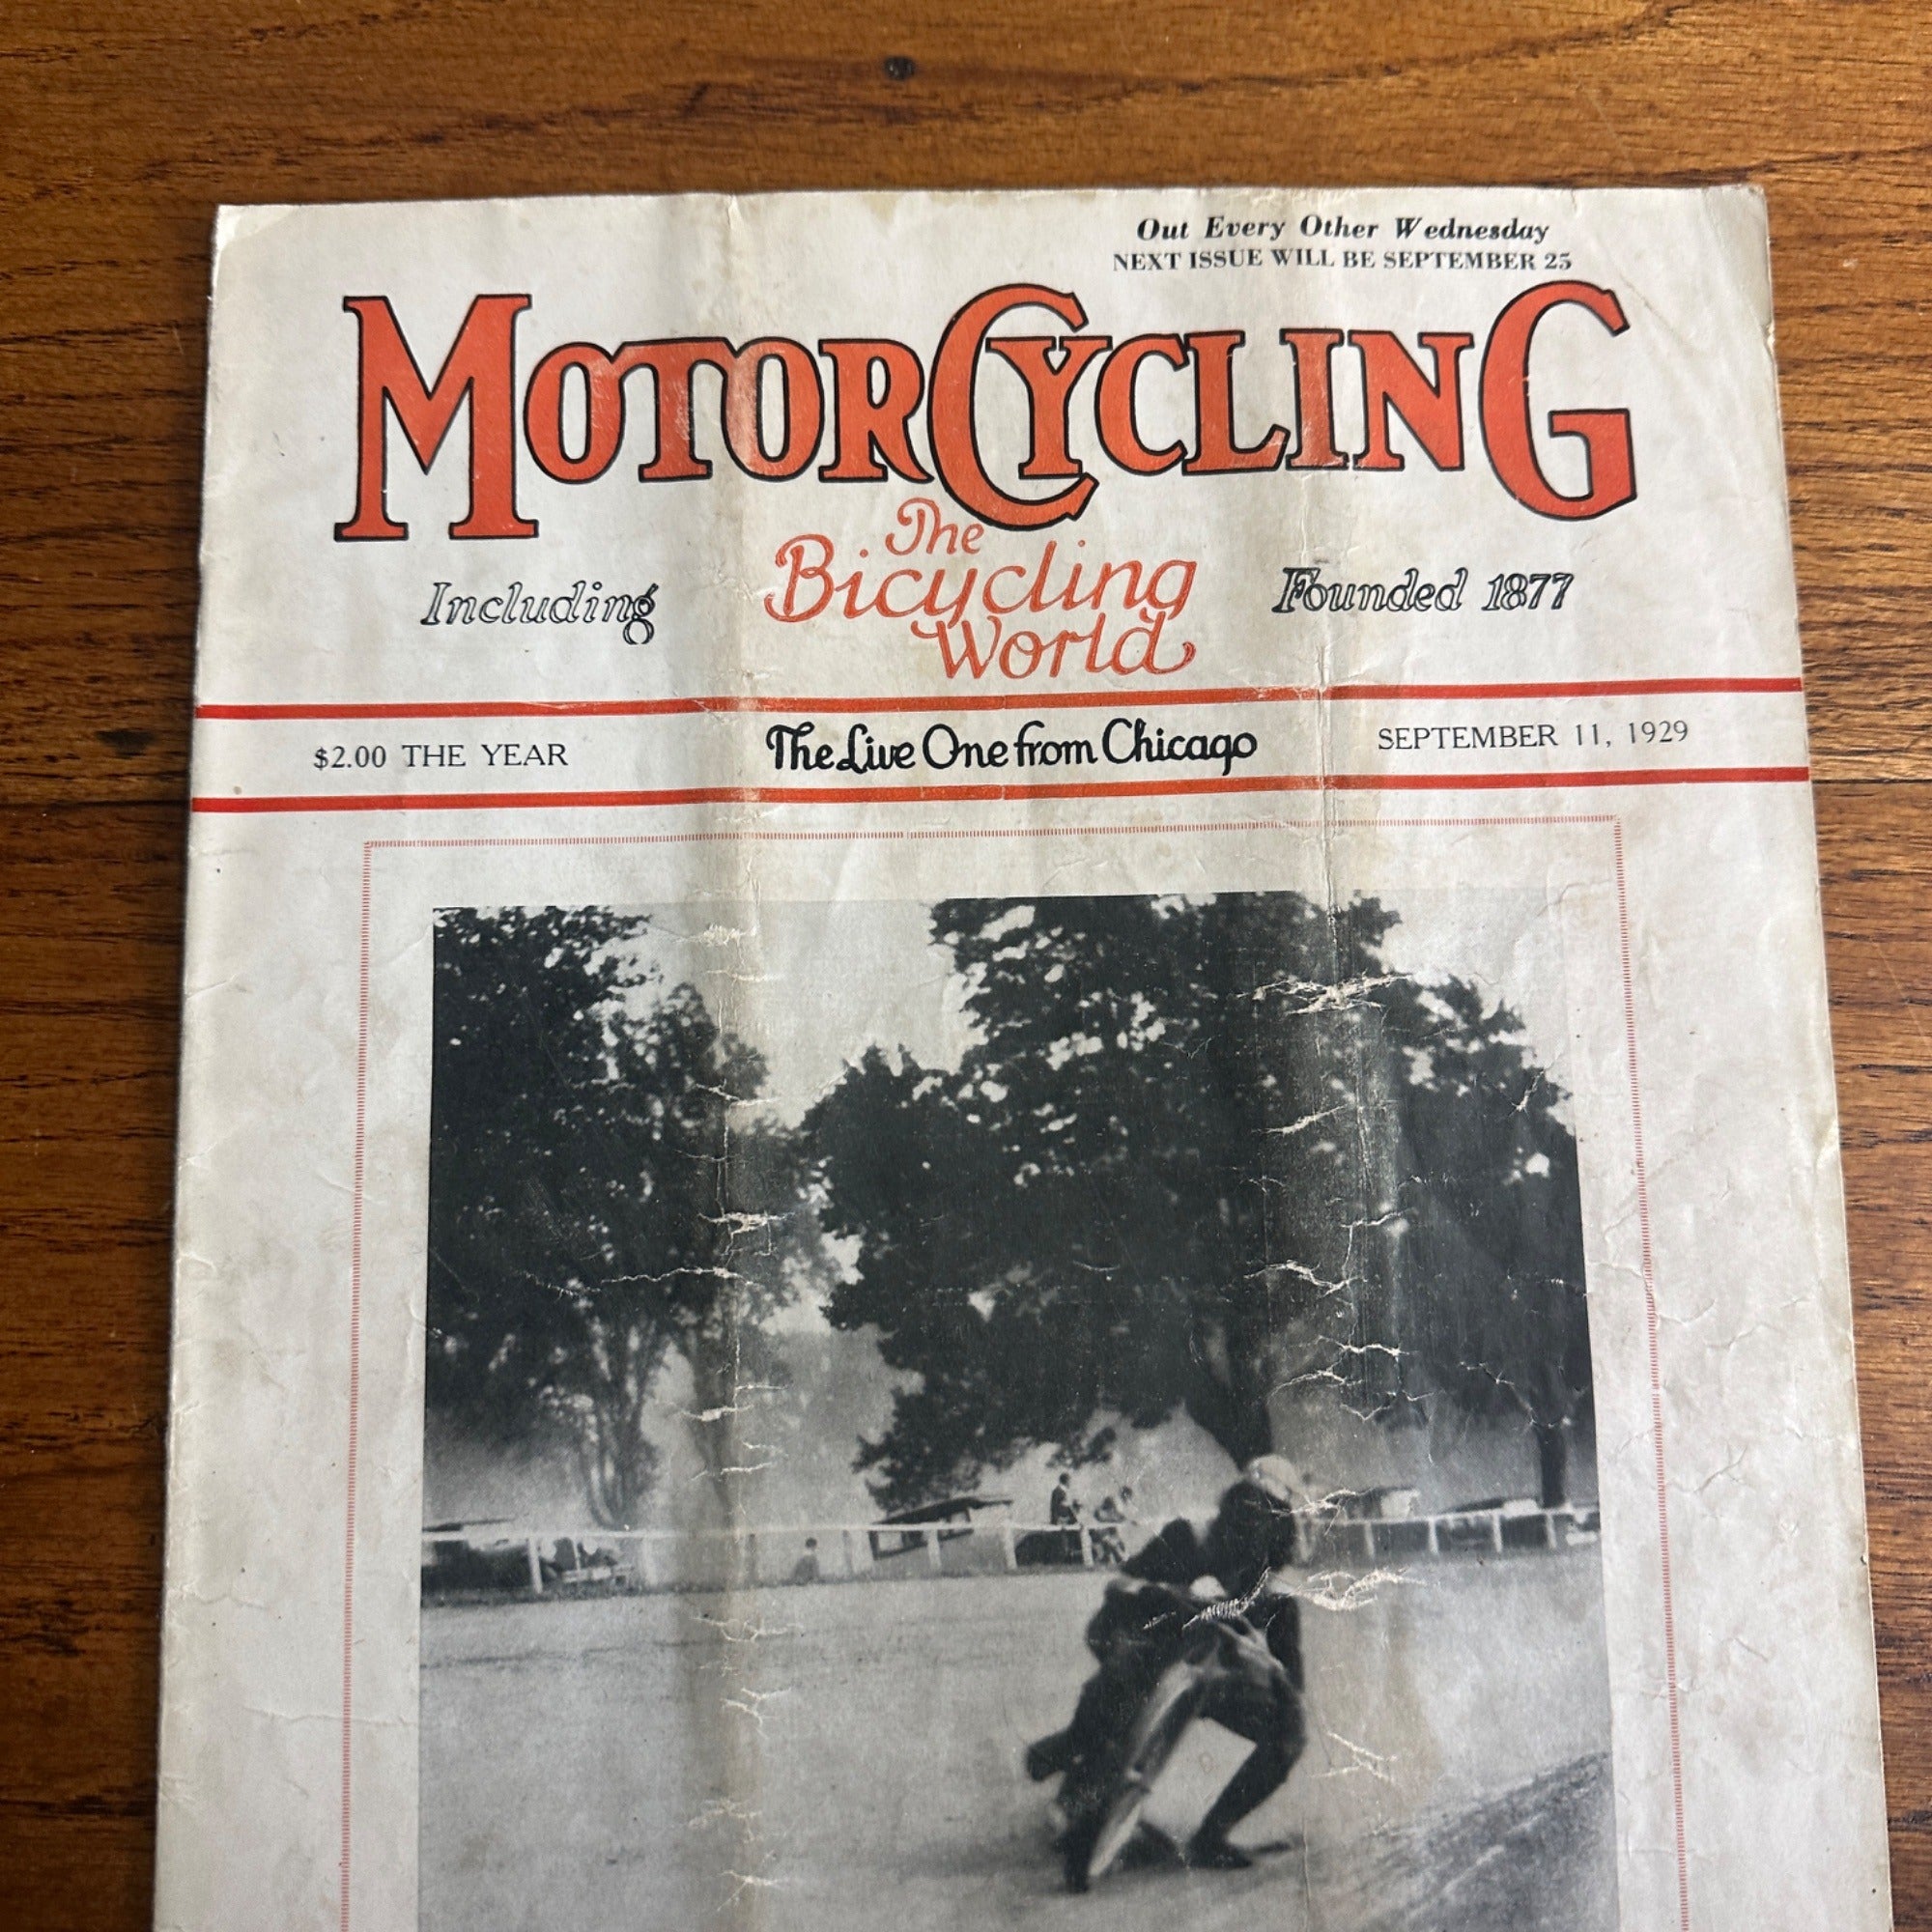 Out Every Other Wednesday
NEXT ISSUE WILL BE SEPTEMBER 25
MOTORCYCLING
Including The Bicycling World Founded 1877
$2.00 THE YEAR The Live One from Chicago SEPTEMBER 11, 1929